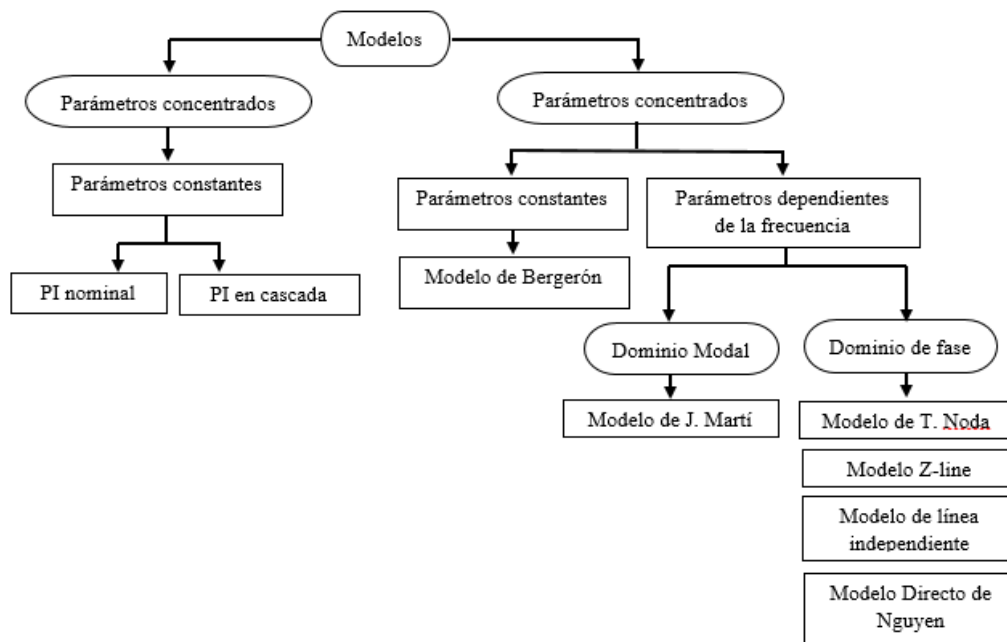 Modelos
Parámetros concentrados
Parámetros concentrados
Parámetros constantes
Parámetros constantes
Parámetros dependientes
de la frecuencia
PI nominal
PI en cascada
Modelo de Bergerón
Dominio Modal
Dominio de fase
Modelo de J. Martí
Modelo de T. Noda
Modelo Z-line
Modelo de línea
independiente
Modelo Directo de
Nguyen